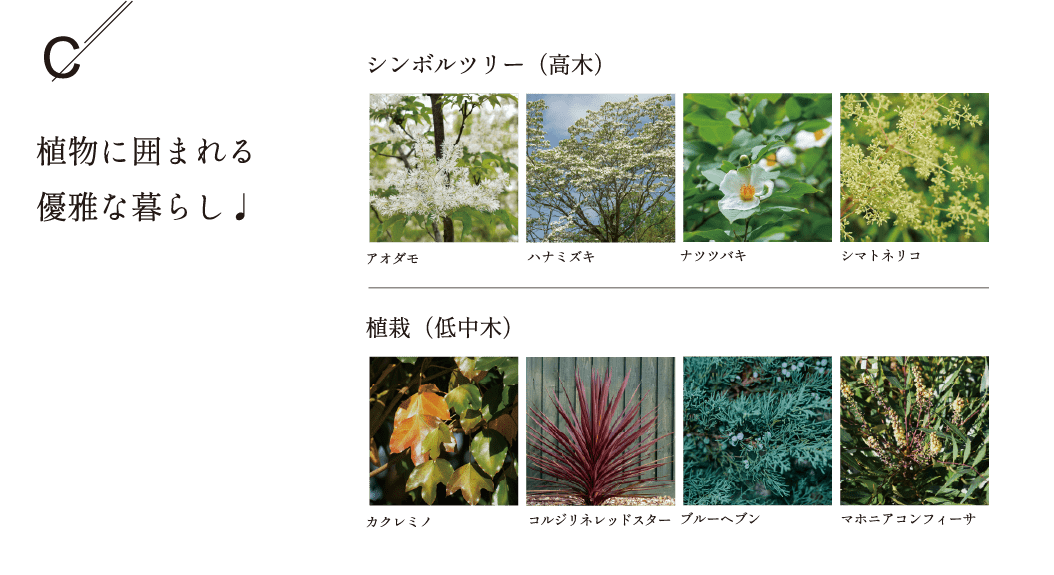 C
植物に囲まれる
優雅な暮らし♩
シンボルツリー（高木）
アオダモ
ハナミズキ
ナツツバキ
シマトネリコ
植栽（低中木）
カクレミノ
コルジリネレッドスター
ブルーヘブン
マホニアコンフィーサ